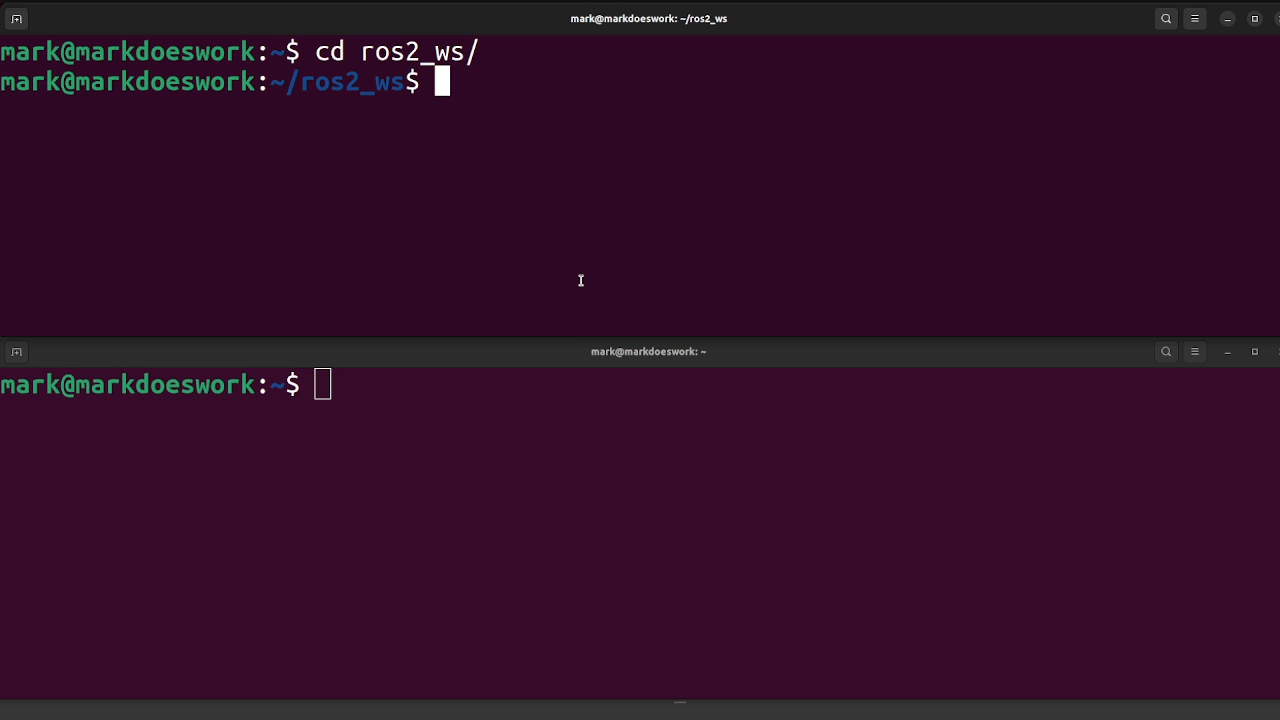 mark@markdoeswork: ~/ros2_ws
mark@markdoeswork:~$ cd ros2_ws/
mark@markdoeswork:~/ros2_ws$
mark@markdoeswork: ~
mark@markdoeswork:~$